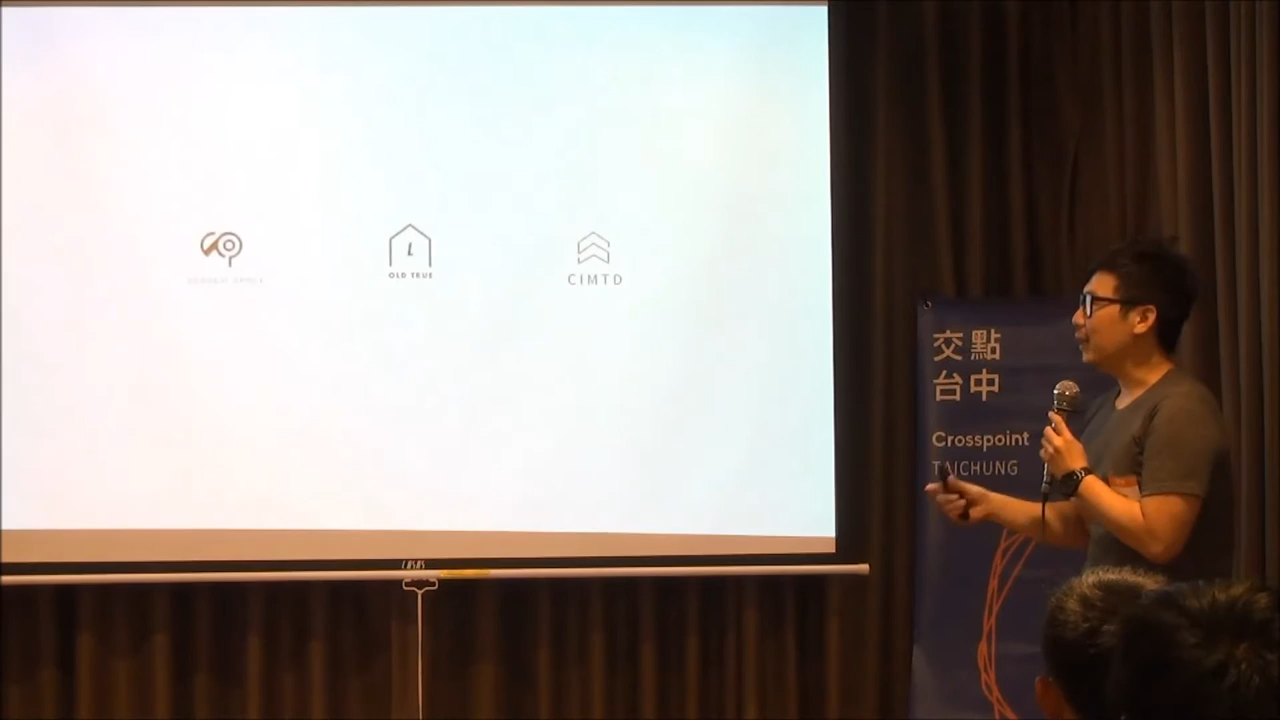 OLD TRUE
CIMTD
交點
台中
Crosspoint
TAICHUNG